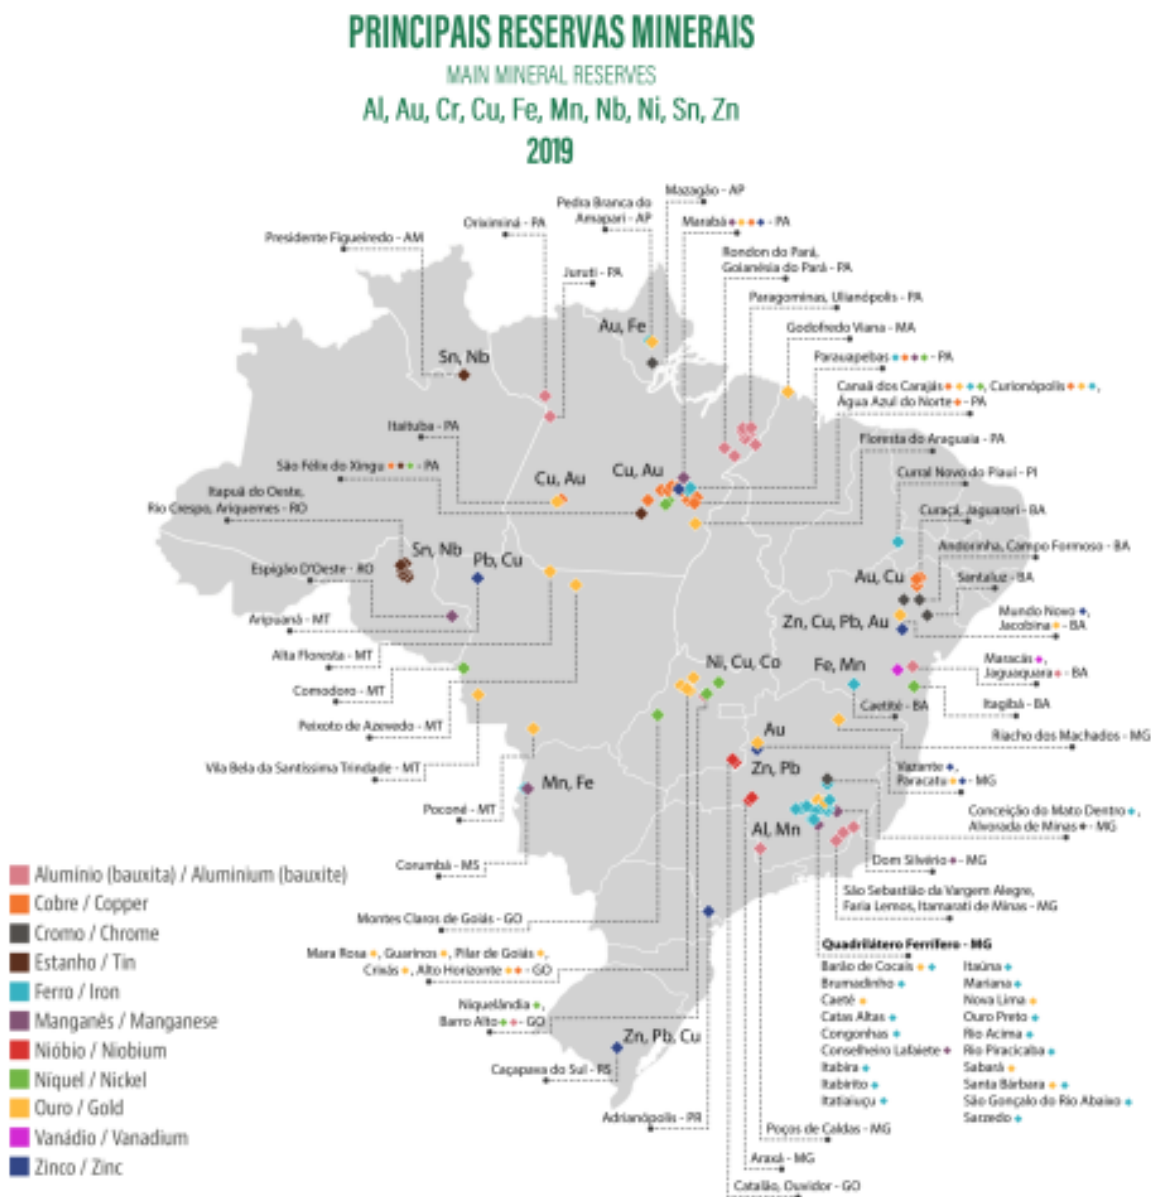 PRINCIPAIS RESERVAS MINERAIS
MAIN MINERAL RESERVES
Al, Au, Cr, Cu, Fe, Mn, Nb, Ni, Sn, Zn
2019
Mazagão - AP
Pedra Branca do
Amapari - AP
Oriximiná - PA
Marabá - PA
Presidente Figueiredo - AM
Rondon do Pará,
Goianésia do Pará - PA
Juruti - PA
Paragominas, Ulianópolis - PA
Godofredo Viana - MA
Au, Fe
Sn, Nb
Parauapebas - PA
Canaã dos Carajás , Curionópolis ,
Água Azul do Norte - PA
Itaituba - PA
Floresta do Araguaia - PA
São Félix do Xingu - PA
Cu, Au
Cu, Au
Curral Novo do Piauí - PI
Itapuã do Oeste,
Rio Crespo, Ariquemes - RO
Curaçá, Jaguarari - BA
Andorinha, Campo Formoso - BA
Sn, Nb
Pb, Cu
Espigão D'Oeste - RO
Au, Cu
Santaluz - BA
Aripuanã - MT
Zn, Cu, Pb, Au
Mundo Novo ,
Jacobina - BA
Alta Floresta - MT
Ni, Cu, Co
Fe, Mn
Maracás ,
Jaguaquara - BA
Comodoro - MT
Caetité - BA
Itagibá - BA
Peixoto de Azevedo - MT
Au
Riacho dos Machados - MG
Vila Bela da Santíssima Trindade - MT
Zn, Pb
Vazante ,
Paracatu - MG
Mn, Fe
Poconé - MT
Conceição do Mato Dentro ,
Alvorada de Minas - MG
Al, Mn
Corumbá - MS
Dom Silvério - MG
Alumínio (bauxita) / Aluminium (bauxite)
Cobre / Copper
Cromo / Chrome
Estanho / Tin
Ferro / Iron
Manganês / Manganese
Nióbio / Niobium
Níquel / Nickel
Ouro / Gold
Vanádio / Vanadium
Zinco / Zinc
São Sebastião da Vargem Alegre,
Faria Lemos, Itamarati de Minas - MG
Montes Claros de Goiás - GO
Mara Rosa , Guarinos , Pilar de Goiás ,
Crixás , Alto Horizonte - GO
Niquelândia ,
Barro Alto - GO
Zn, Pb, Cu
Caçapava do Sul - RS
Adrianópolis - PR
Quadrilátero Ferrífero - MG
Barão de Cocais
Brumadinho
Caeté
Catas Altas
Congonhas
Conselheiro Lafaiete
Itabira
Itabirito
Itatiaiuçu
Itaúna
Mariana
Nova Lima
Ouro Preto
Rio Acima
Rio Piracicaba
Sabará
Santa Bárbara
São Gonçalo do Rio Abaixo
Sarzedo
Poços de Caldas - MG
Araxá - MG
Catalão, Ouvidor - GO